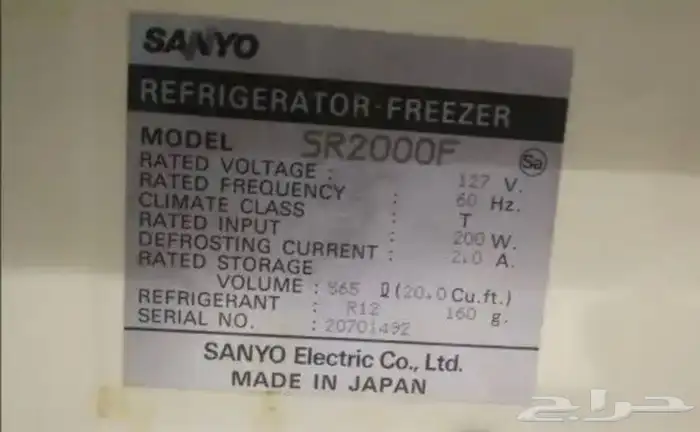 SANYO
REFRIGERATOR-FREEZER
MODEL SR2000F
Sa
RATED VOLTAGE : 127 V.
RATED FREQUENCY : 60 Hz.
CLIMATE CLASS : T
RATED INPUT : 200 W.
DEFROSTING CURRENT : 2.0 A.
RATED STORAGE
VOLUME : 565 ℓ (20.0 Cu.ft.)
REFRIGERANT : R12 160 g.
SERIAL NO. : 20701492
SANYO Electric Co., Ltd.
MADE IN JAPAN
حراج